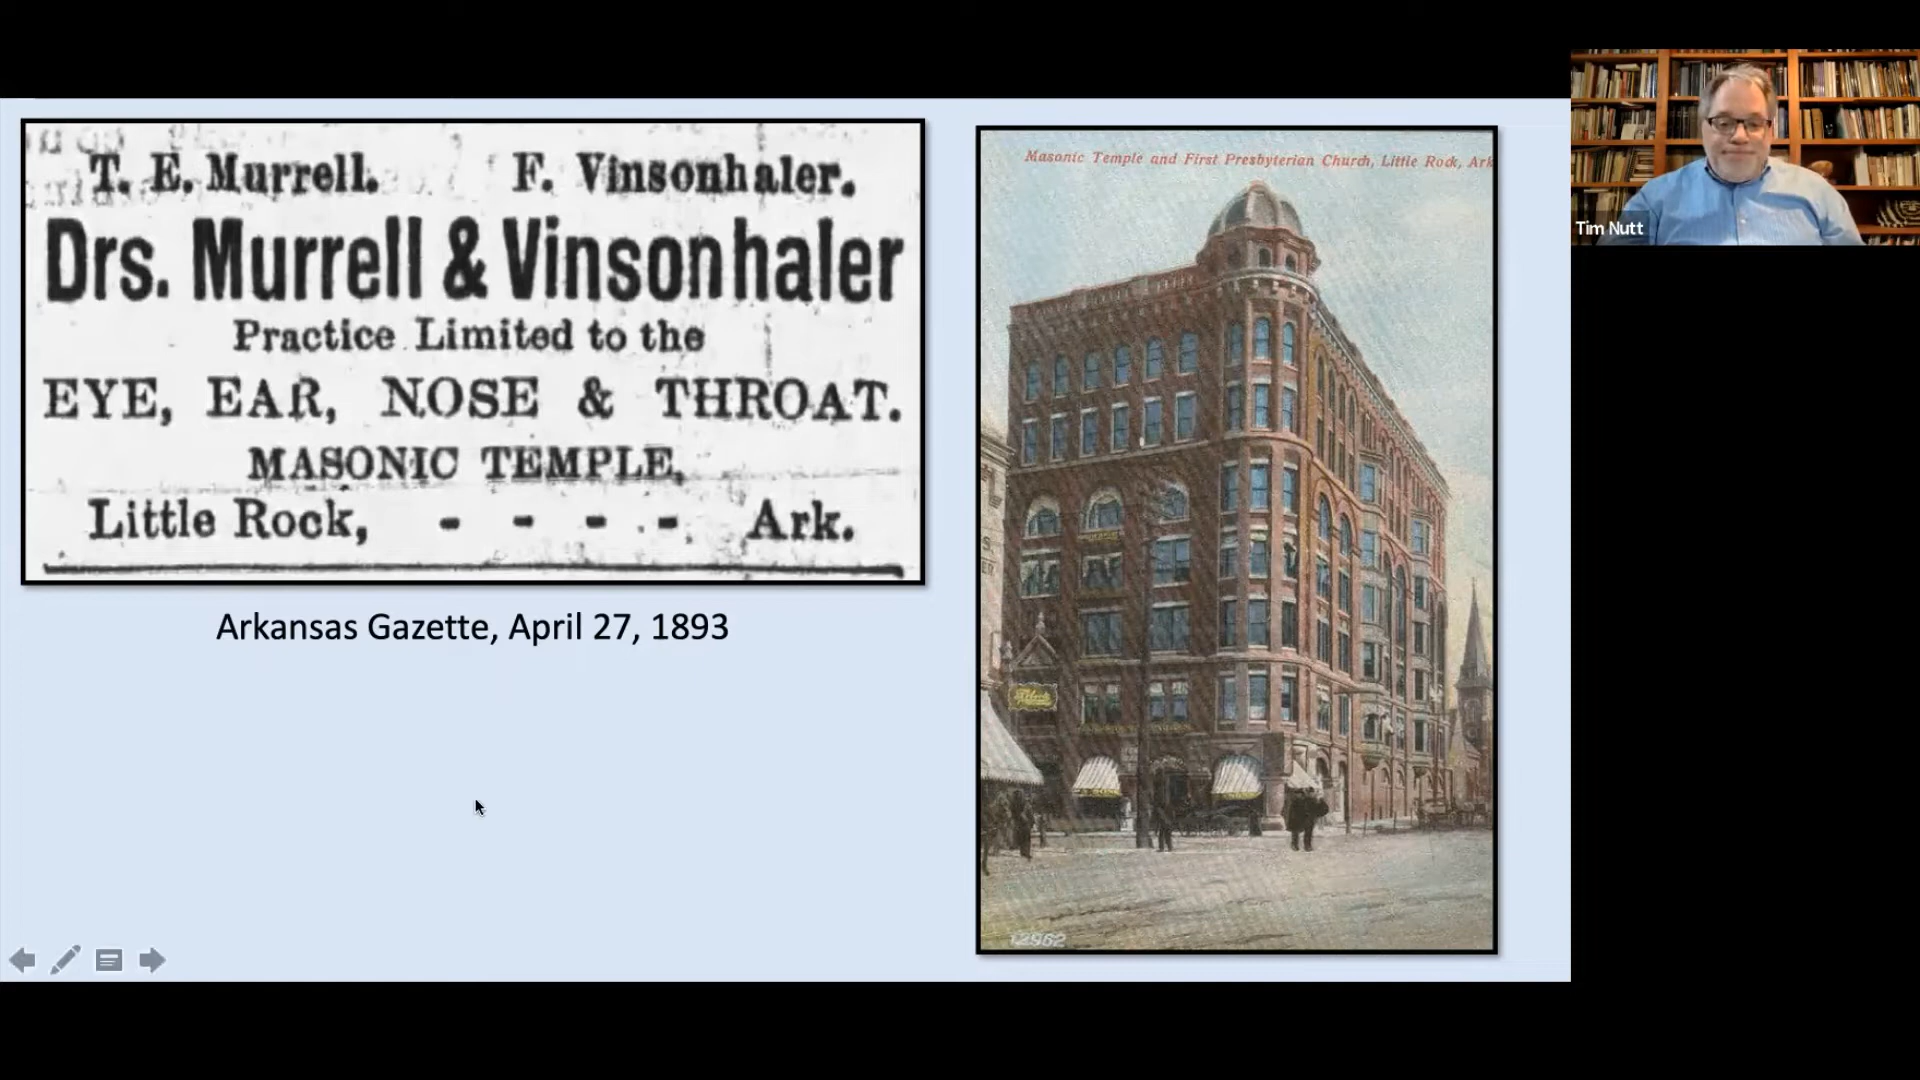 T. E. Murrell. F. Vinsonhaler.
Drs. Murrell & Vinsonhaler
Practice Limited to the
EYE, EAR, NOSE & THROAT.
MASONIC TEMPLE,
Little Rock, - - - - Ark.
Arkansas Gazette, April 27, 1893
Masonic Temple and First Presbyterian Church, Little Rock, Ark
12962
Tim Nutt